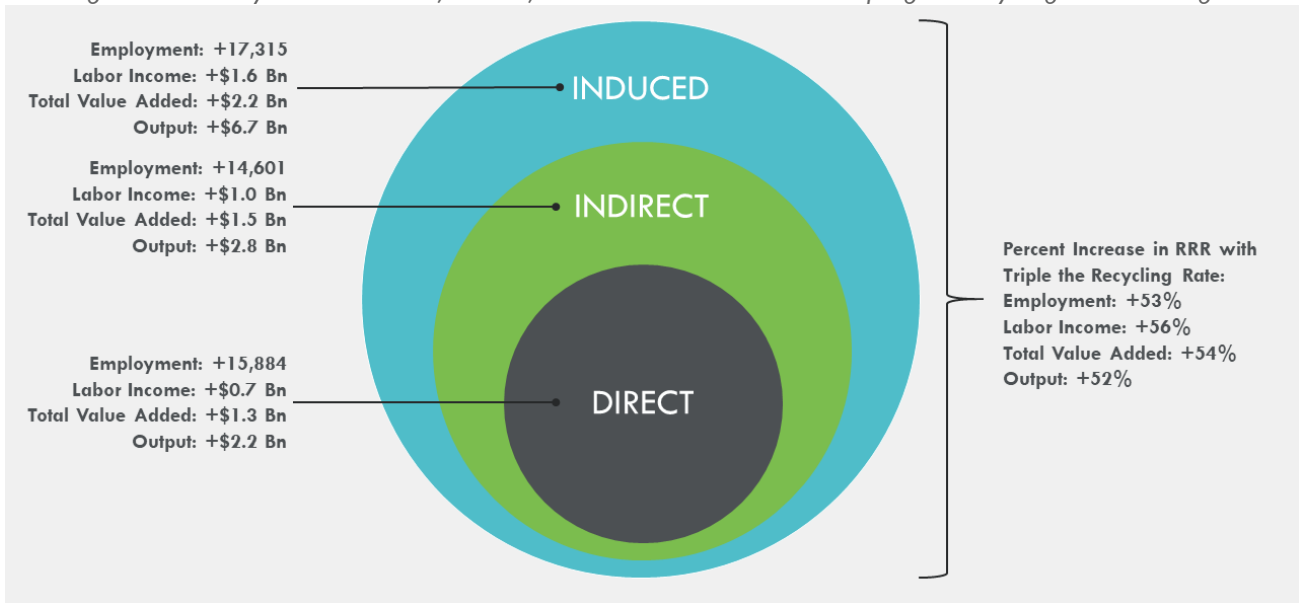 Employment: +17,315
Labor Income: +$1.6 Bn
Total Value Added: +$2.2 Bn
Output: +$6.7 Bn
INDUCED
Employment: +14,601
Labor Income: +$1.0 Bn
Total Value Added: +$1.5 Bn
Output: +$2.8 Bn
INDIRECT
Employment: +15,884
Labor Income: +$0.7 Bn
Total Value Added: +$1.3 Bn
Output: +$2.2 Bn
DIRECT
Percent Increase in RRR with
Triple the Recycling Rate:
Employment: +53%
Labor Income: +56%
Total Value Added: +54%
Output: +52%